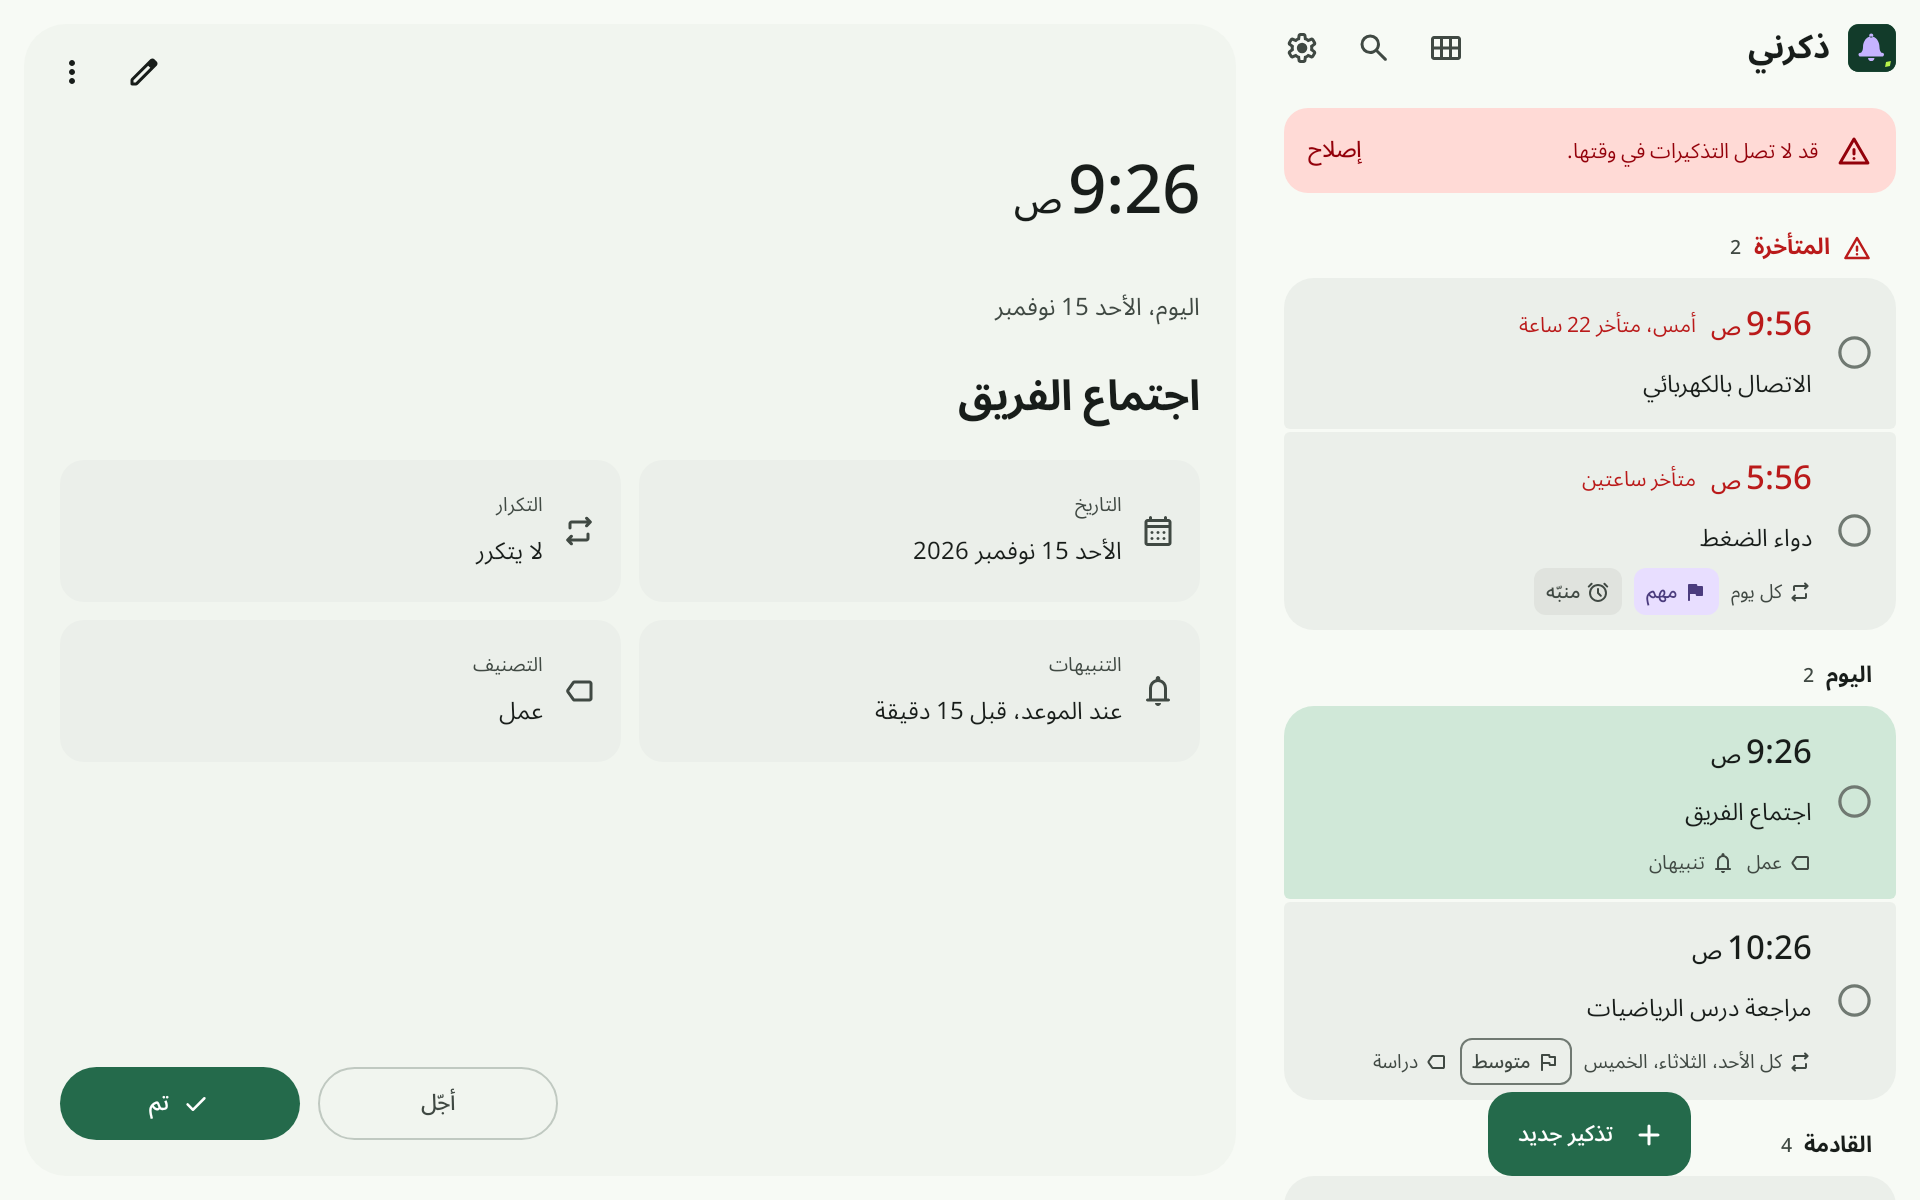 ذكرني
قد لا تصل التذكيرات في وقتها.
إصلاح
المتأخرة 2
9:56 ص أمس، متأخر 22 ساعة
الاتصال بالكهربائي
5:56 ص متأخر ساعتين
دواء الضغط
كل يوم مهم منبّه
اليوم 2
9:26 ص
اجتماع الفريق
عمل تنبيهان
10:26 ص
مراجعة درس الرياضيات
كل الأحد، الثلاثاء، الخميس متوسط دراسة
القادمة 4
تذكير جديد
9:26 ص
اليوم، الأحد 15 نوفمبر
اجتماع الفريق
التاريخ
الأحد 15 نوفمبر 2026
التكرار
لا يتكرر
التنبيهات
عند الموعد، قبل 15 دقيقة
التصنيف
عمل
أجّل
تم